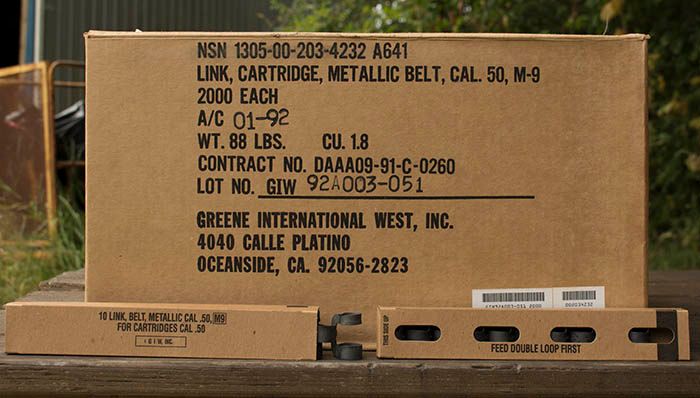 NSN 1305-00-203-4232 A641
LINK, CARTRIDGE, METALLIC BELT, CAL. 50, M-9
2000 EACH
A/C 01-92
WT. 88 LBS. CU. 1.8
CONTRACT NO. DAAA09-91-C-0260
LOT NO. GIW 92A003-051
GREENE INTERNATIONAL WEST, INC.
4040 CALLE PLATINO
OCEANSIDE, CA. 92056-2823
10 LINK, BELT, METALLIC CAL .50, M9
FOR CARTRIDGES CAL .50
G I W, INC.
THIS SIDE UP
FEED DOUBLE LOOP FIRST